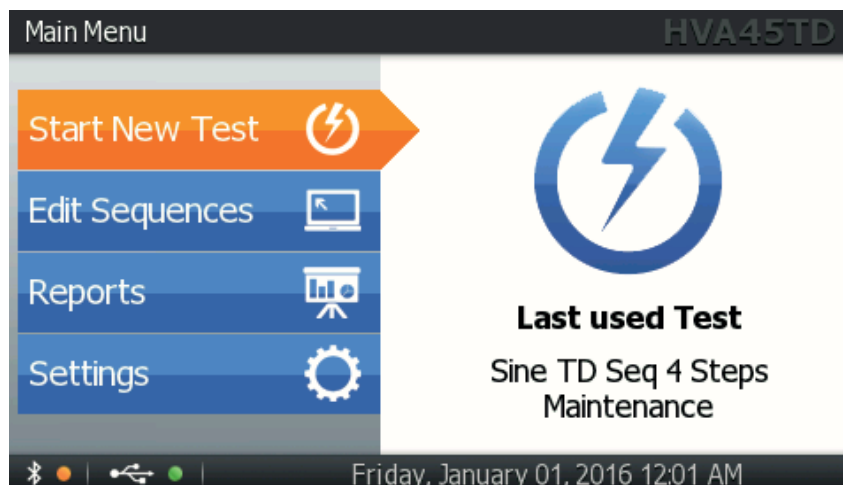 Main Menu
HVA45TD
Start New Test
Edit Sequences
Reports
Settings
Last used Test
Sine TD Seq 4 Steps
Maintenance
Friday, January 01, 2016 12:01 AM